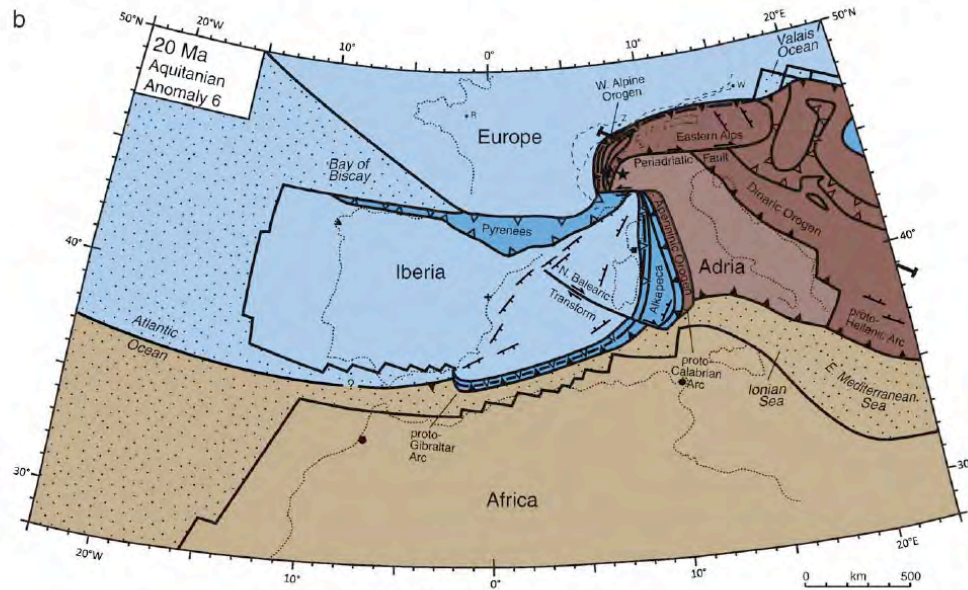 b
50°N
20°W
10°
0°
10°
20°E
50°N
20 Ma
Aquitanian
Anomaly 6
Valais
Ocean
W. Alpine
Orogen
W
R
Europe
Eastern Alps
Periadriatic Fault
Bay of
Biscay
Dinaric Orogen
Pyrenees
Apenninic Orogen
40°
40°
Iberia
N. Balearic
Transform
Alkapeca
Adria
proto-
Hellenic Arc
Atlantic
Ocean
?
proto
Calabrian
Arc
Ionian
Sea
E. Mediterranean
Sea
proto-
Gibraltar
Arc
30°
30°
Africa
20°W
10°
0°
10°
20°E
0 km 500